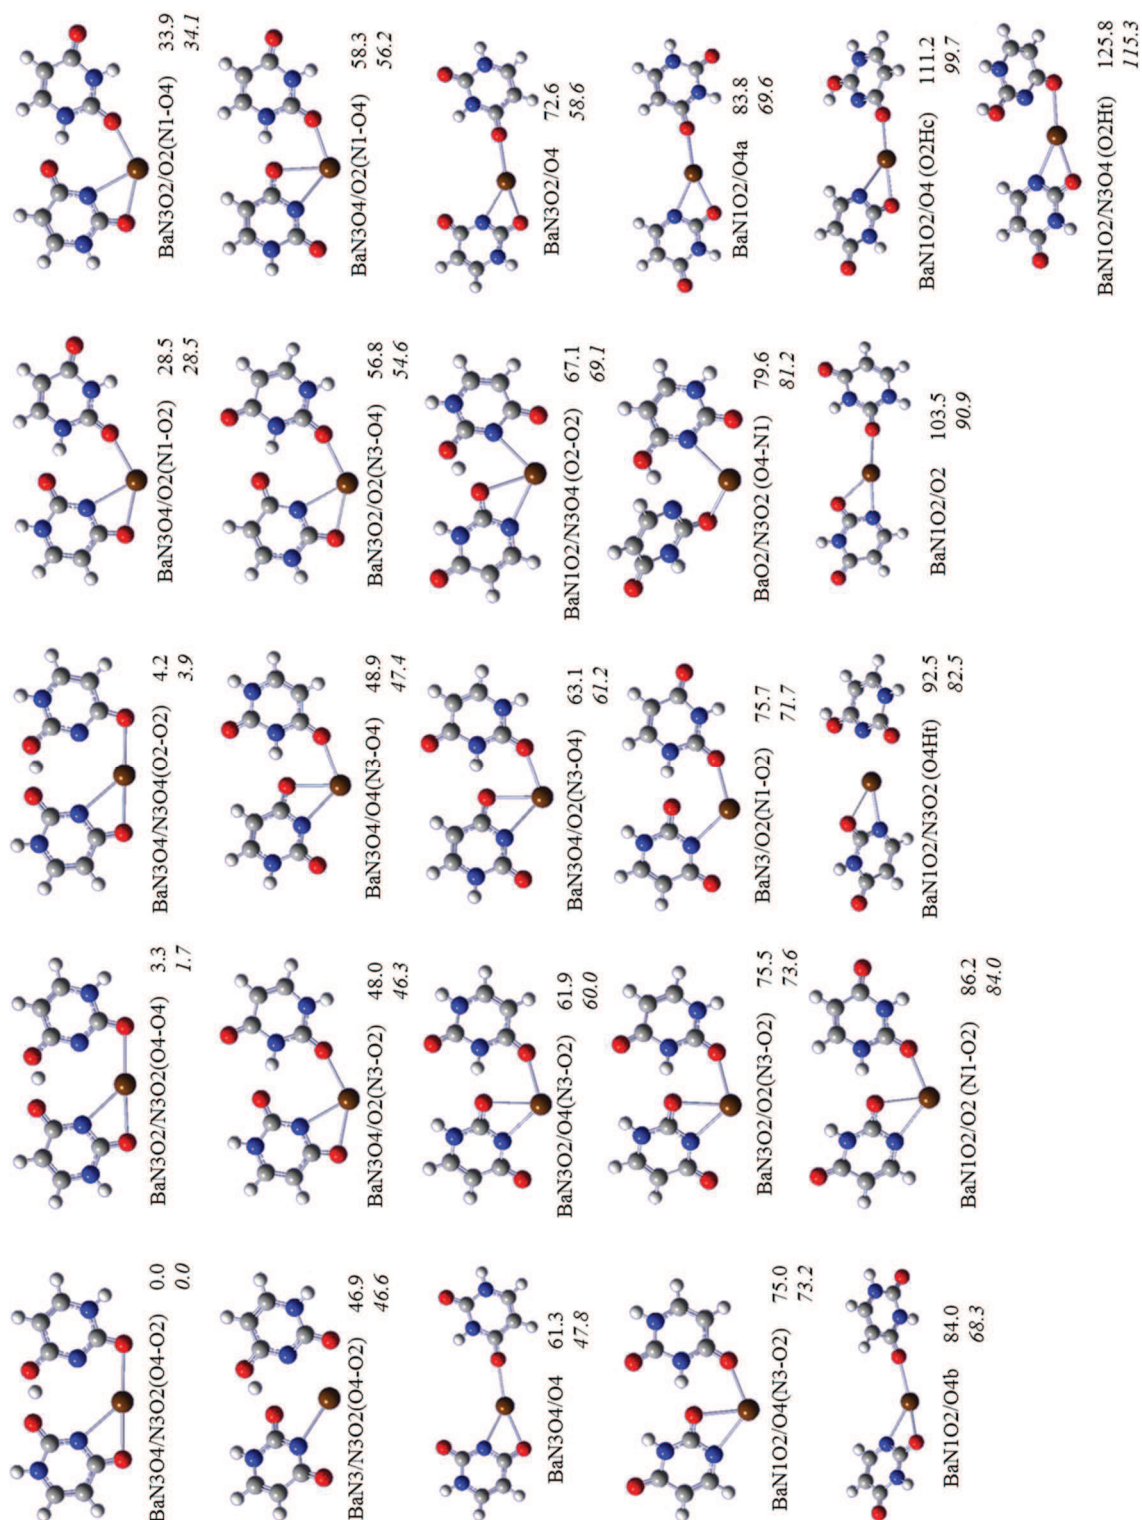 BaN3O4/N3O2(O4-O2) 0.0
0.0
BaN3O2/N3O2(O4-O4) 3.3
1.7
BaN3O4/N3O4(O2-O2) 4.2
3.9
BaN3O4/O2(N1-O2) 28.5
28.5
BaN3O2/O2(N1-O4) 33.9
34.1
BaN3/N3O2(O4-O2) 46.9
46.6
BaN3O4/O2(N3-O2) 48.0
46.3
BaN3O4/O4(N3-O4) 48.9
47.4
BaN3O2/O2(N3-O4) 56.8
54.6
BaN3O4/O2(N1-O4) 58.3
56.2
BaN3O4/O4 61.3
47.8
BaN3O2/O4(N3-O2) 61.9
60.0
BaN3O4/O2(N3-O4) 63.1
61.2
BaN1O2/N3O4 (O2-O2) 67.1
69.1
BaN3O2/O4 72.6
58.6
BaN1O2/O4(N3-O2) 75.0
73.2
BaN3O2/O2(N3-O2) 75.5
73.6
BaN3/O2(N1-O2) 75.7
71.7
BaO2/N3O2 (O4-N1) 79.6
81.2
BaN1O2/O4a 83.8
69.6
BaN1O2/O4b 84.0
68.3
BaN1O2/O2 (N1-O2) 86.2
84.0
BaN1O2/N3O2 (O4Ht) 92.5
82.5
BaN1O2/O2 103.5
90.9
BaN1O2/O4 (O2Hc) 111.2
99.7
BaN1O2/N3O4 (O2Ht) 125.8
115.3